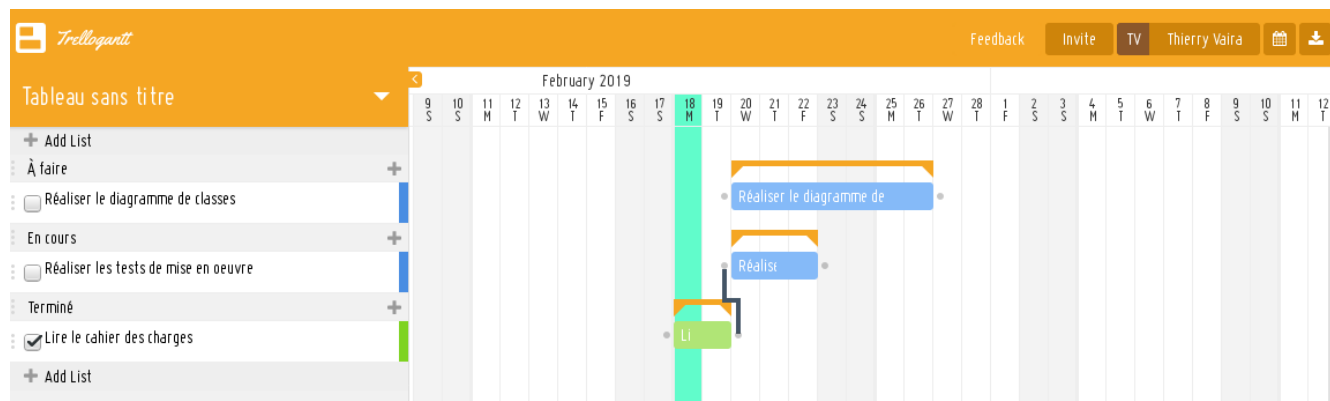 Trellogantt
Feedback Invite TV Thierry Vaira
Tableau sans titre
February 2019
9 10 11 12 13 14 15 16 17 18 19 20 21 22 23 24 25 26 27 28 1 2 3 4 5 6 7 8 9 10 11 12
S S M T W T F S S M T W T F S S M T W T F S S M T W T F S S M T
Add List
À faire
Réaliser le diagramme de classes
Réaliser le diagramme de
En cours
Réaliser les tests de mise en oeuvre
Réalise
Terminé
Lire le cahier des charges
Li
Add List